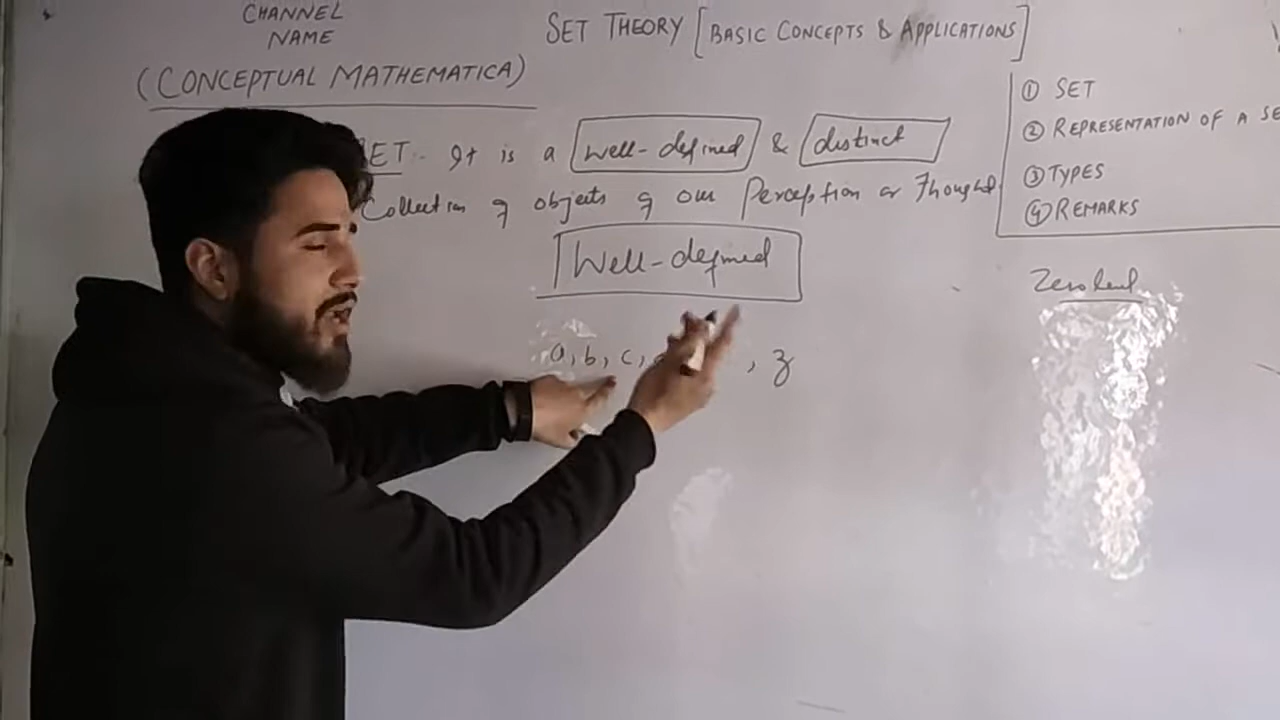 CHANNEL
NAME
(CONCEPTUAL MATHEMATICA)
SET THEORY [BASIC CONCEPTS & APPLICATIONS]
ET - It is a well-defined & distinct
Collection of objects of our Perception or Thought
Well-defined
a, b, c, , z
① SET
② REPRESENTATION OF A SE
③ TYPES
④ REMARKS
Zero level